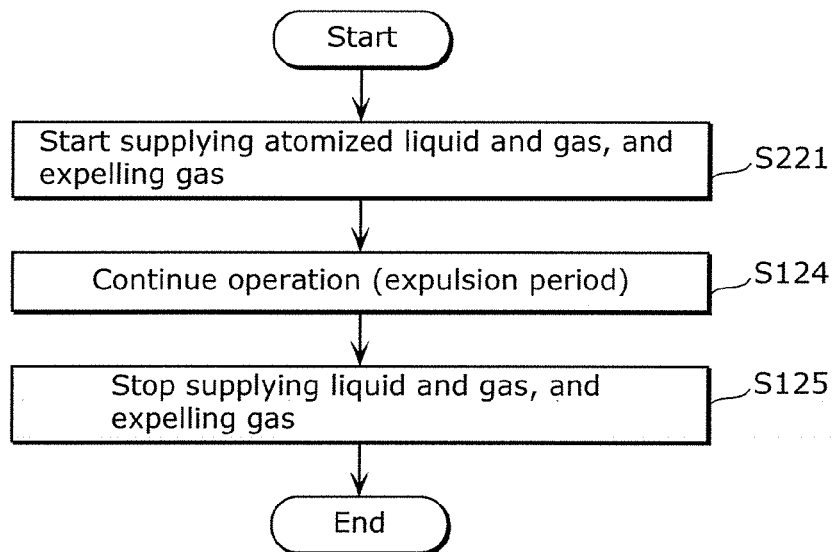 Start
Start supplying atomized liquid and gas, and
expelling gas
S221
Continue operation (expulsion period)
S124
Stop supplying liquid and gas, and
expelling gas
S125
End